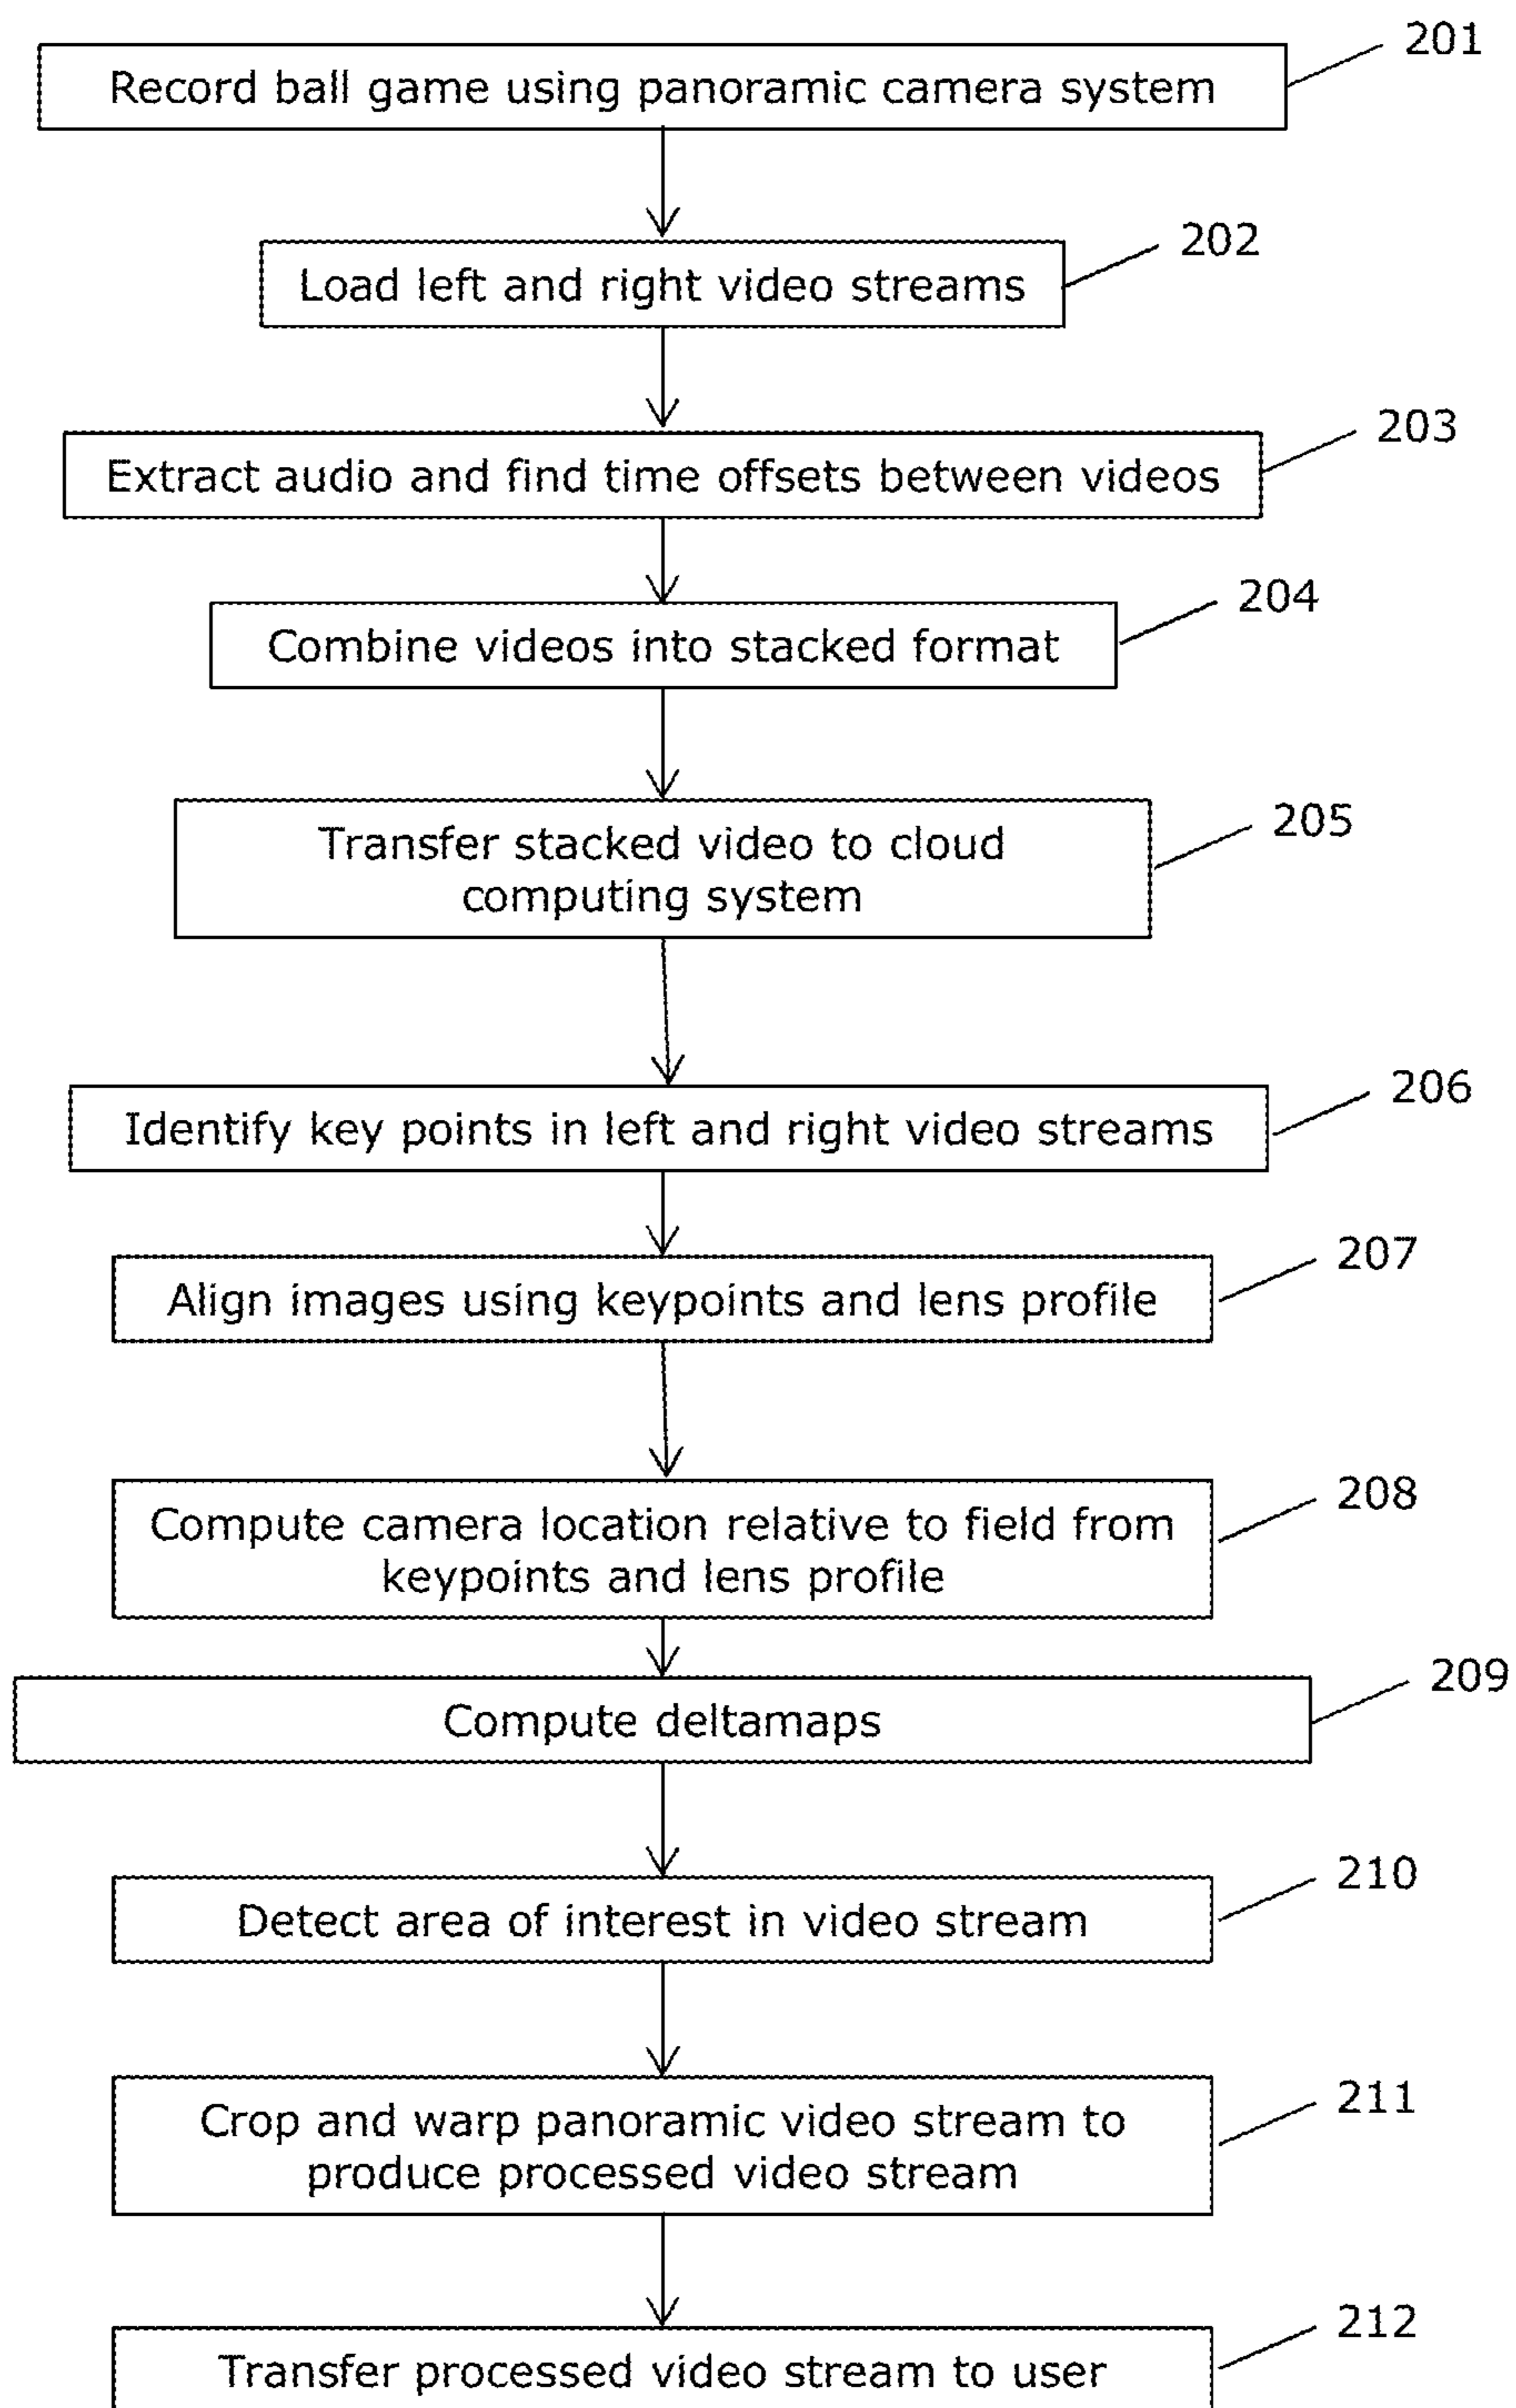 201
Record ball game using panoramic camera system
202
Load left and right video streams
203
Extract audio and find time offsets between videos
204
Combine videos into stacked format
205
Transfer stacked video to cloud
computing system
206
Identify key points in left and right video streams
207
Align images using keypoints and lens profile
208
Compute camera location relative to field from
keypoints and lens profile
209
Compute deltamaps
210
Detect area of interest in video stream
211
Crop and warp panoramic video stream to
produce processed video stream
212
Transfer processed video stream to user